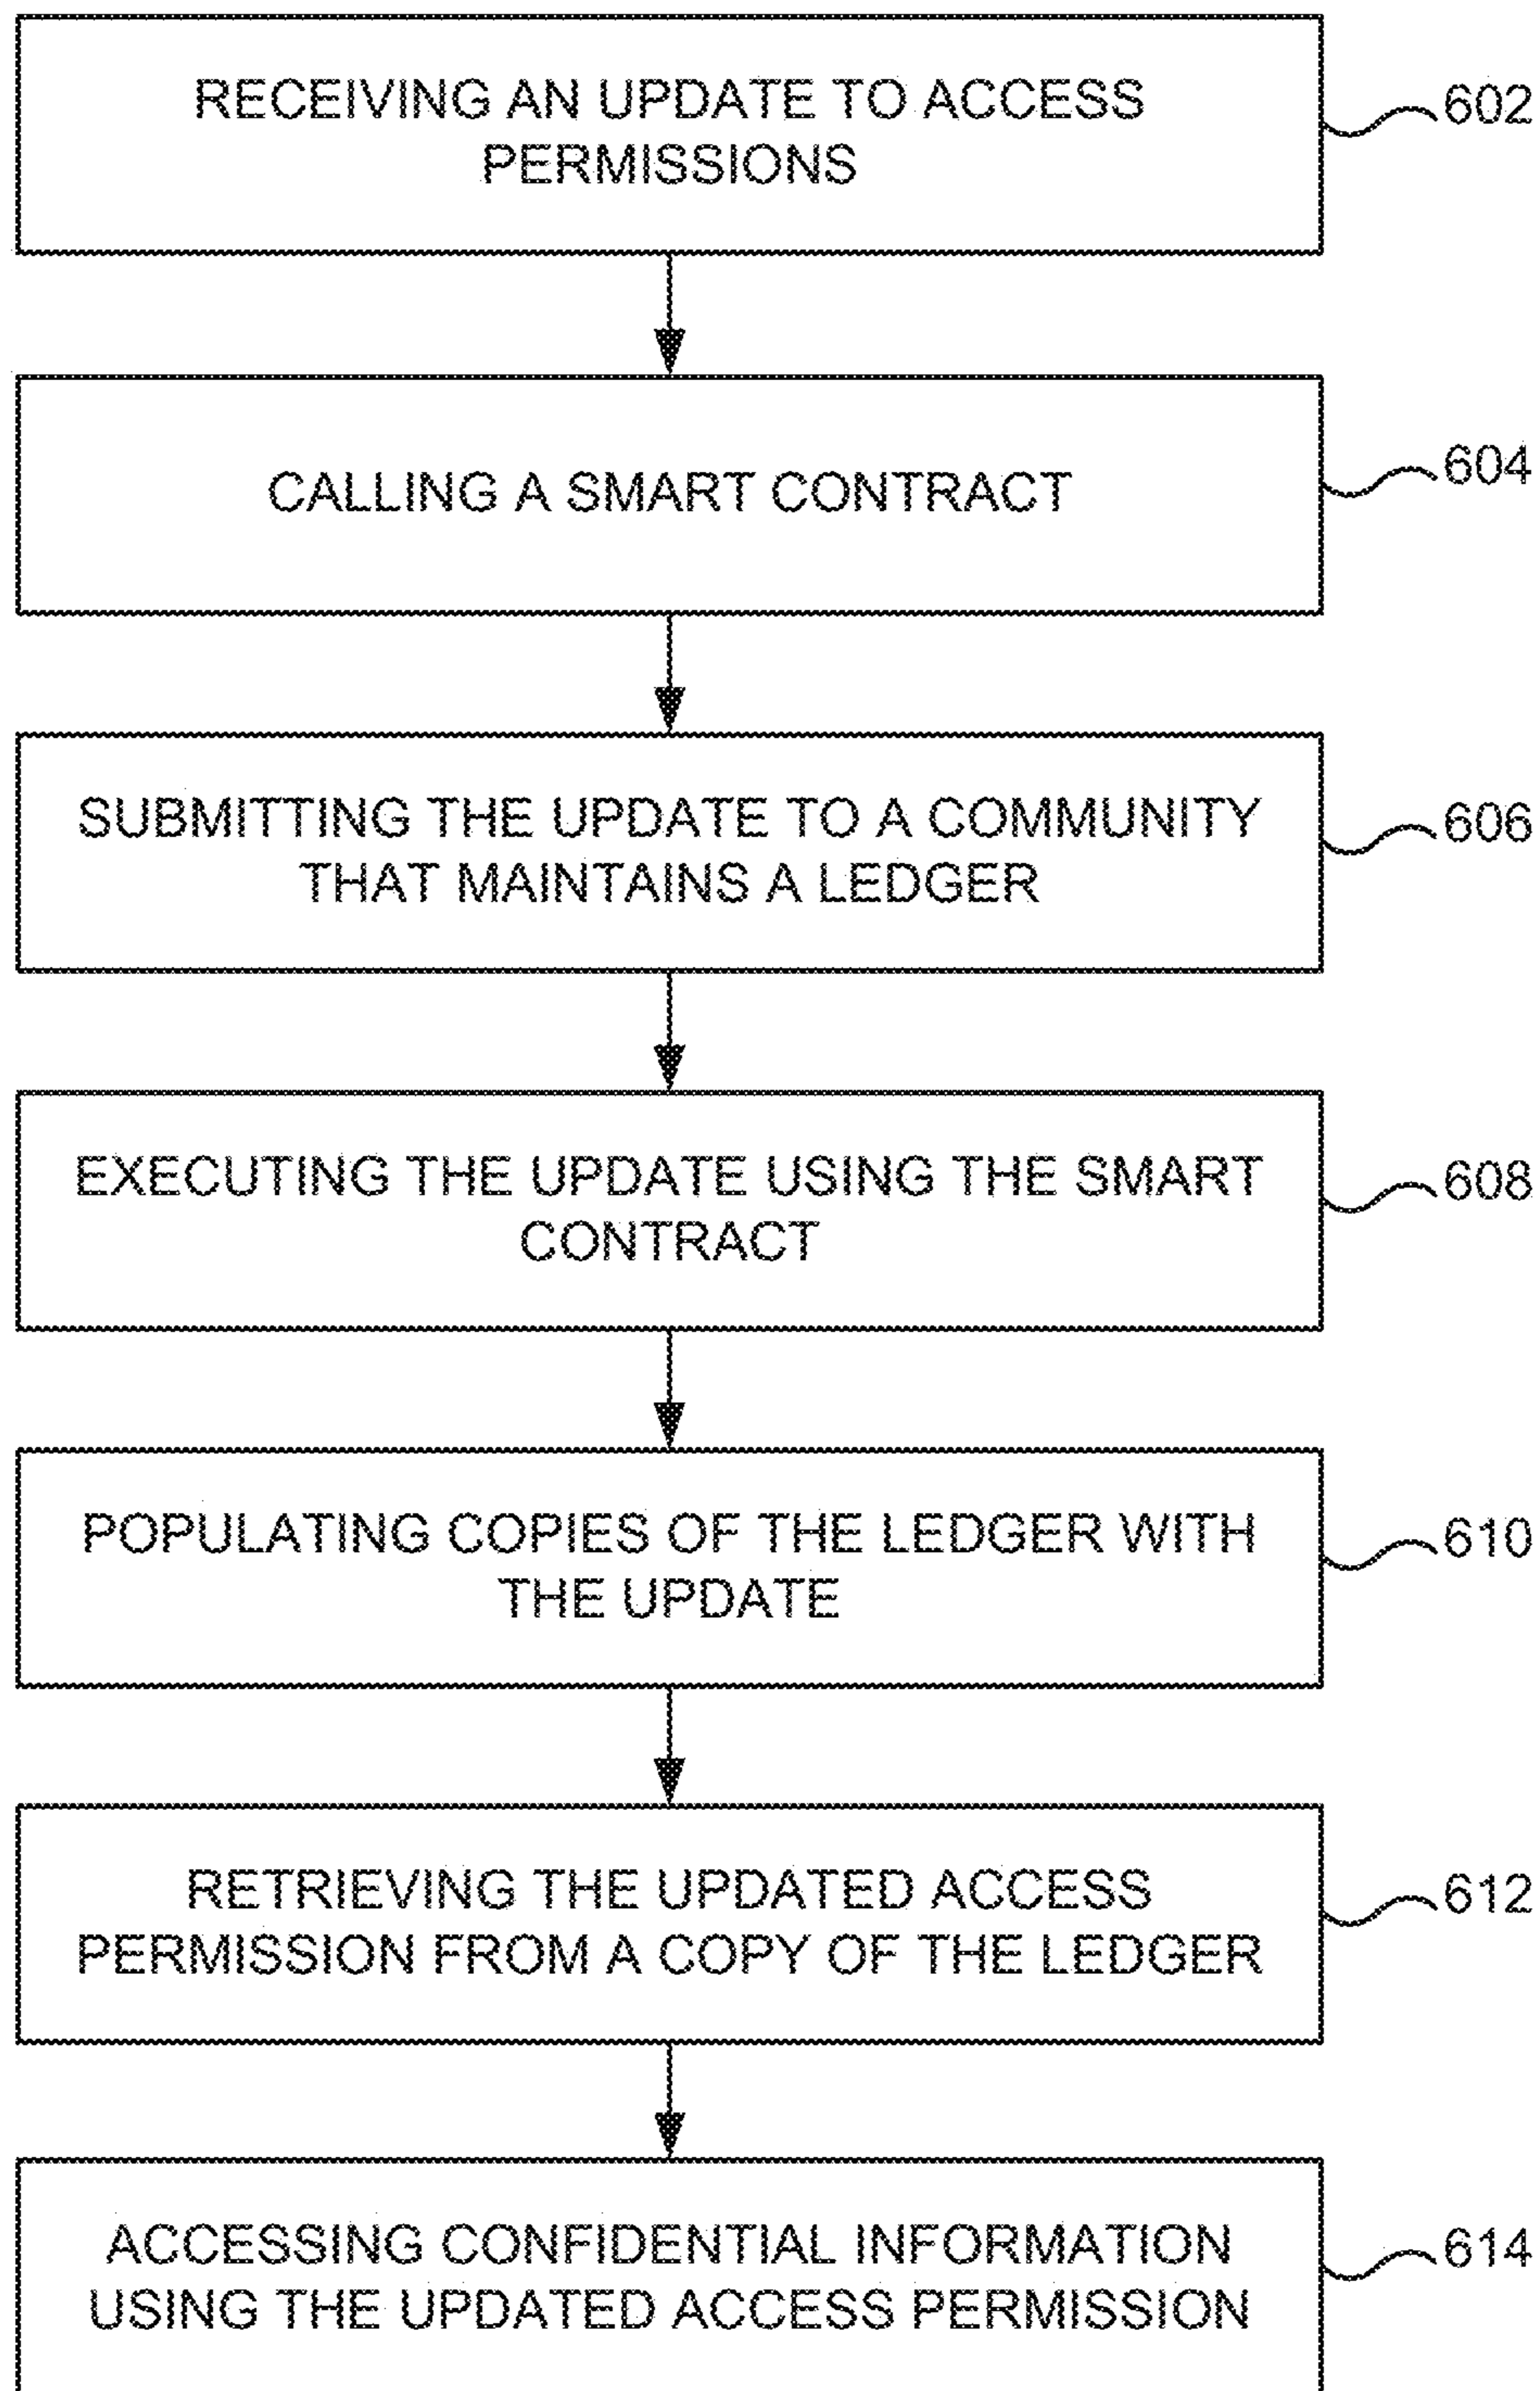 RECEIVING AN UPDATE TO ACCESS
PERMISSIONS
602
CALLING A SMART CONTRACT
604
SUBMITTING THE UPDATE TO A COMMUNITY
THAT MAINTAINS A LEDGER
606
EXECUTING THE UPDATE USING THE SMART
CONTRACT
608
POPULATING COPIES OF THE LEDGER WITH
THE UPDATE
610
RETRIEVING THE UPDATED ACCESS
PERMISSION FROM A COPY OF THE LEDGER
612
ACCESSING CONFIDENTIAL INFORMATION
USING THE UPDATED ACCESS PERMISSION
614